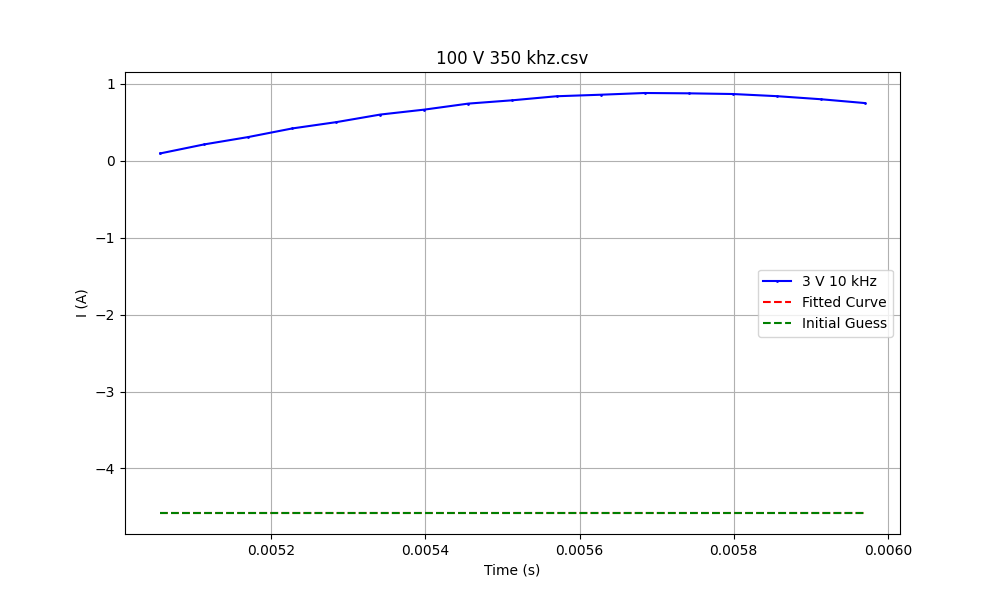 100 V 350 khz.csv
1
0
−1
−2
−3
−4
I (A)
3 V 10 kHz
Fitted Curve
Initial Guess
0.0052
0.0054
0.0056
0.0058
0.0060
Time (s)